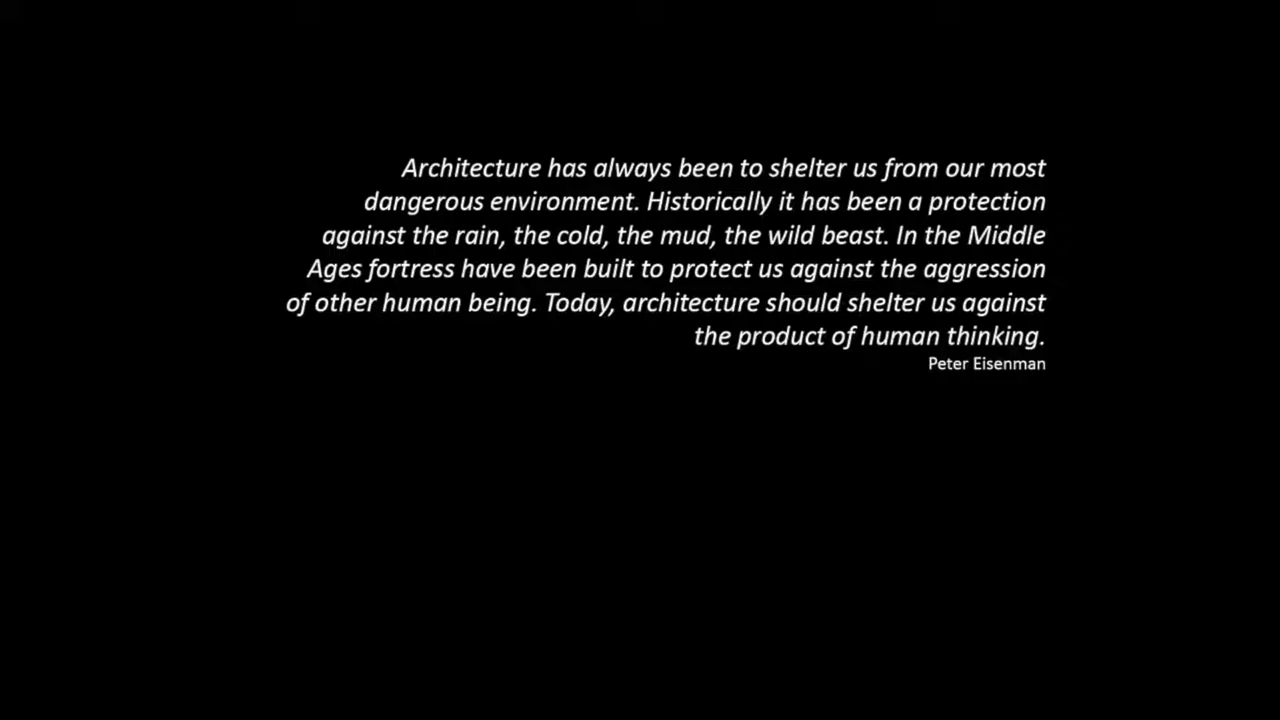 Architecture has always been to shelter us from our most
dangerous environment. Historically it has been a protection
against the rain, the cold, the mud, the wild beast. In the Middle
Ages fortress have been built to protect us against the aggression
of other human being. Today, architecture should shelter us against
the product of human thinking.
Peter Eisenman